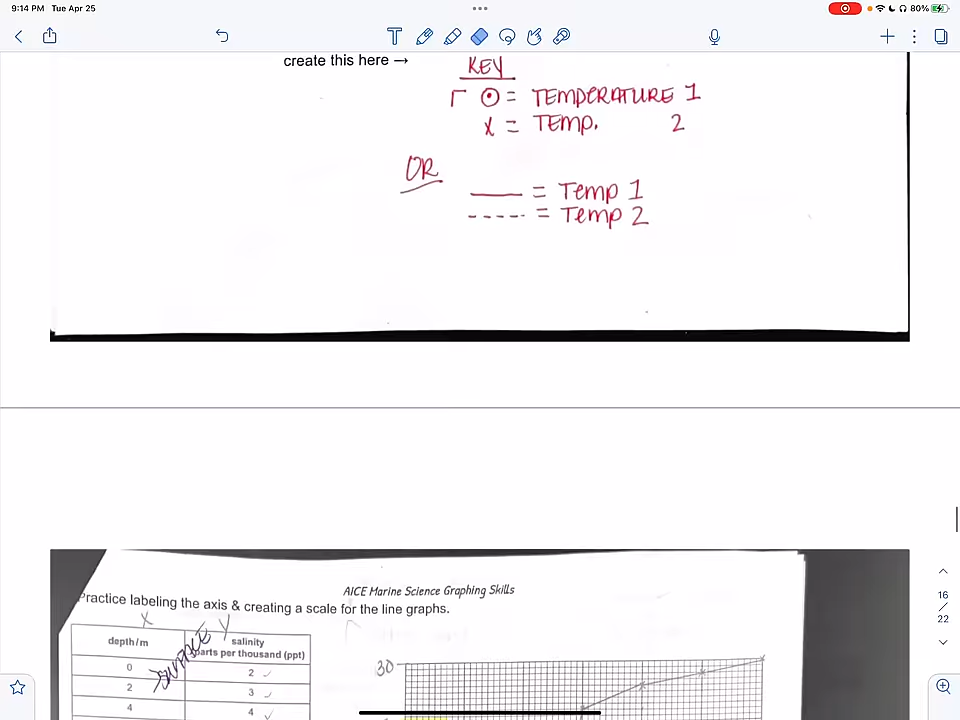 9:14 PM Tue Apr 25
80%
create this here →
KEY
⊙ = TEMPERATURE 1
x = TEMP. 2
OR
—— = Temp 1
----- = Temp 2
16
/
22
AICE Marine Science Graphing Skills
Practice labeling the axis & creating a scale for the line graphs.
X
Y
depth/m
salinity
parts per thousand (ppt)
SURFACE
0
2 ✓
2
3 ✓
4
4 ✓
30